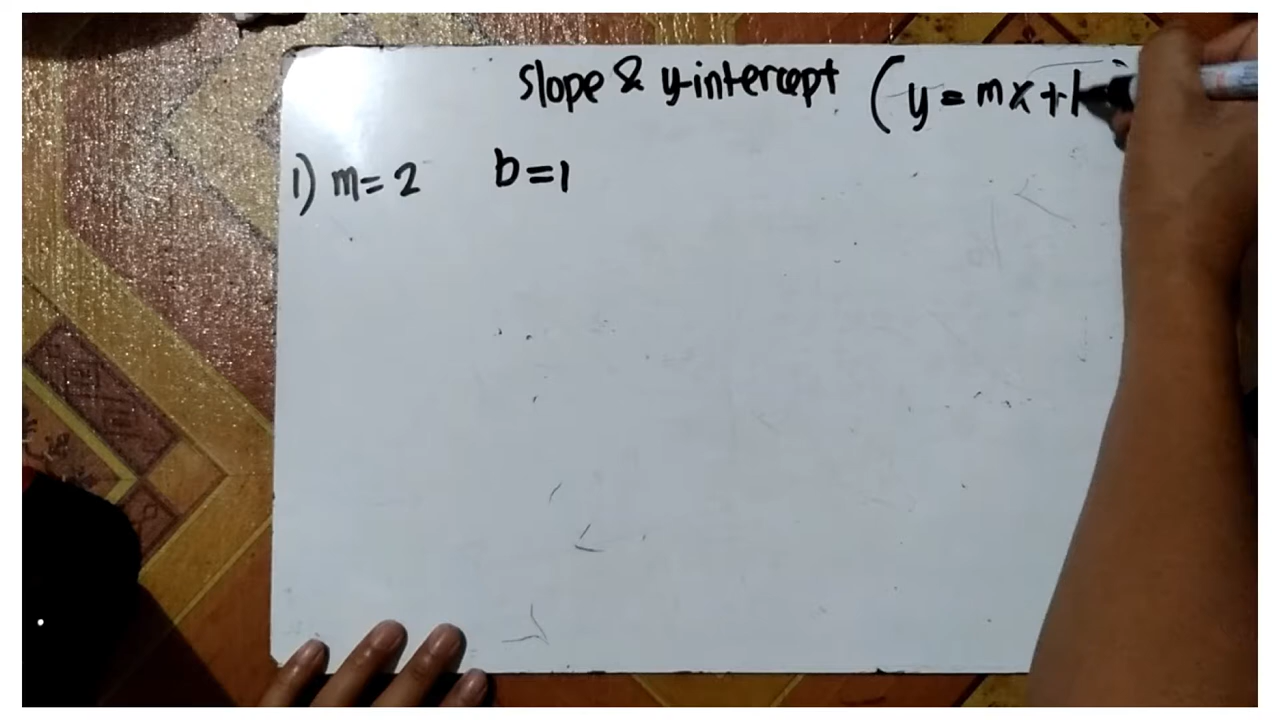 slope & y-intercept (y = mx +
1) m = 2 b = 1